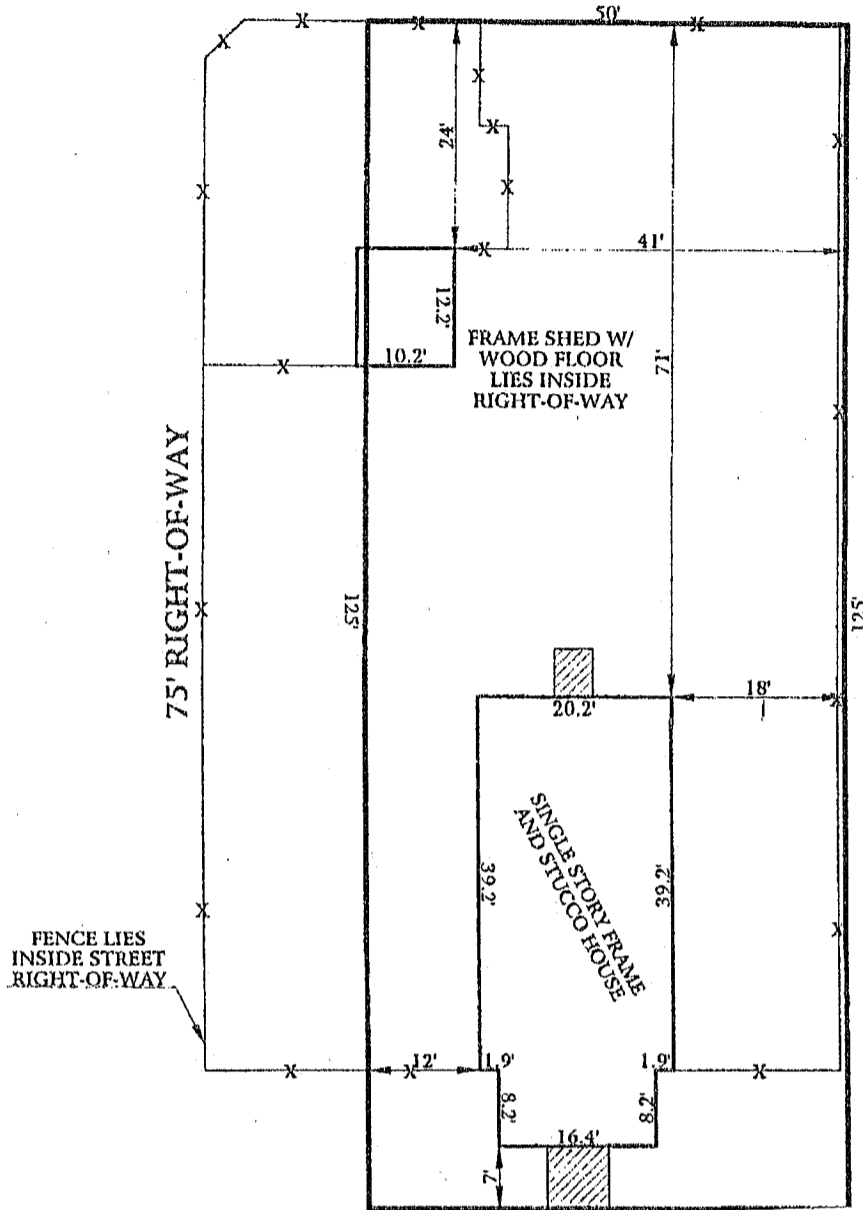 50'
24'
41'
12.2'
10.2'
FRAME SHED W/
WOOD FLOOR
LIES INSIDE
RIGHT-OF-WAY
71'
75' RIGHT-OF-WAY
125'
125'
18'
20.2'
39.2'
SINGLE STORY FRAME
AND STUCCO HOUSE
39.2'
FENCE LIES
INSIDE STREET
RIGHT-OF-WAY
12'
1.9'
1.9'
8.2'
8.2'
16.4'
7'